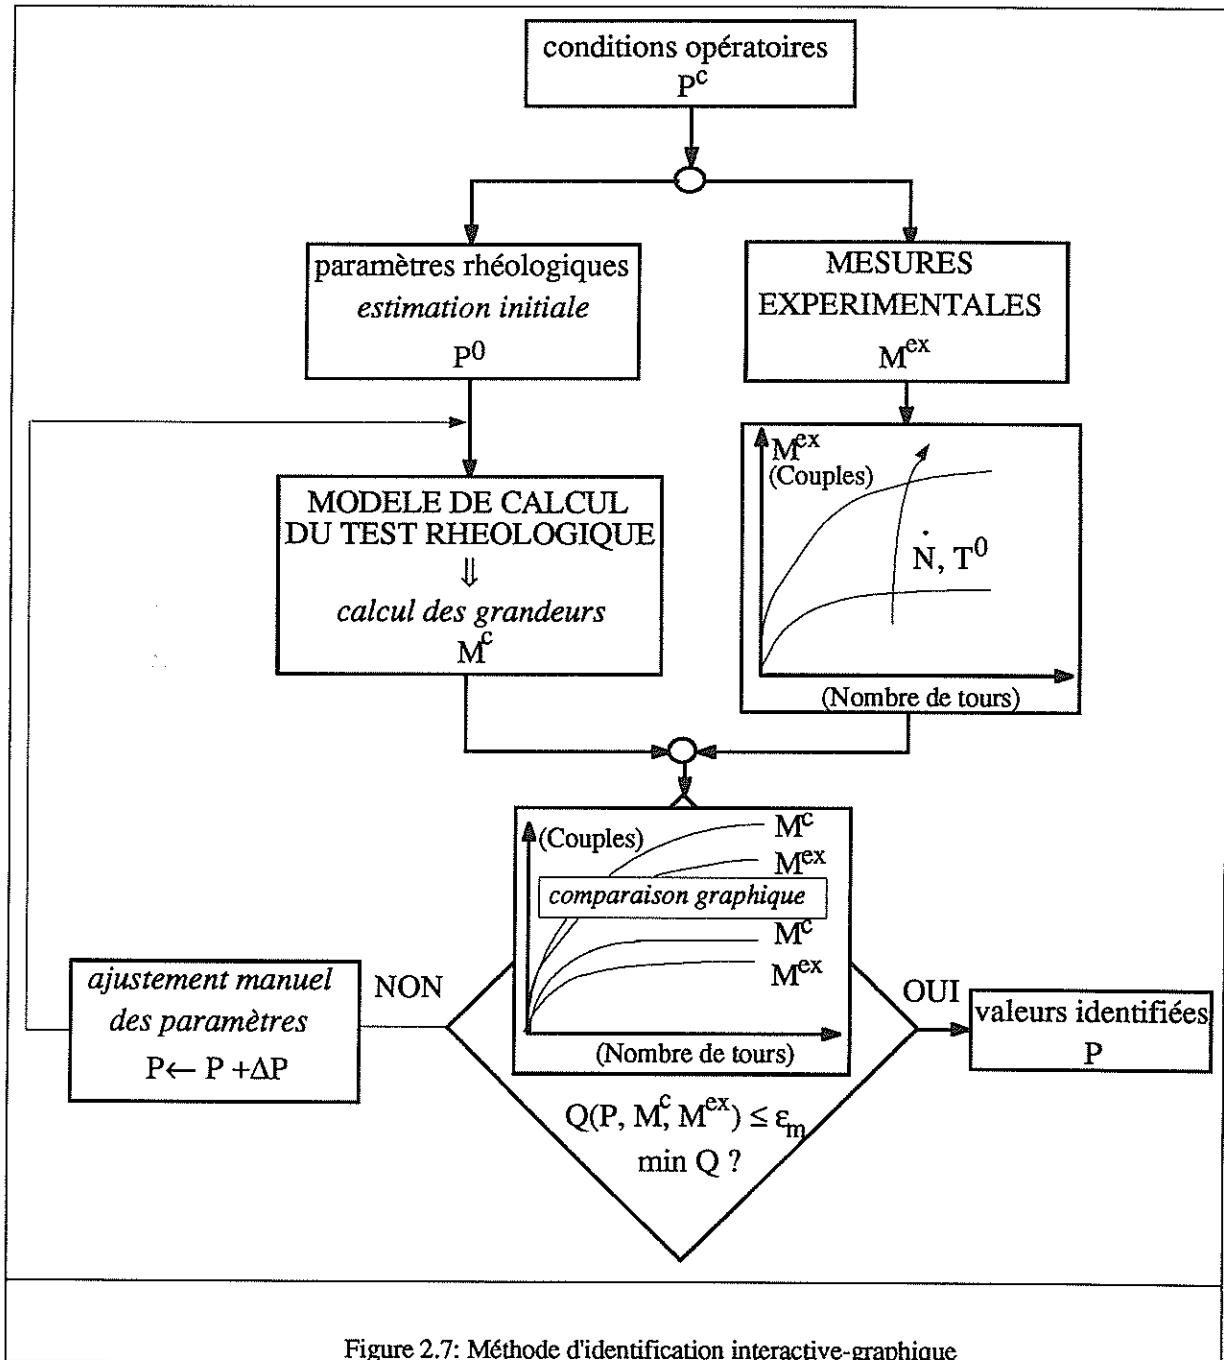 conditions opératoires
P^c
paramètres rhéologiques
estimation initiale
P^0
MESURES
EXPERIMENTALES
M^ex
MODELE DE CALCUL
DU TEST RHEOLOGIQUE
⇓
calcul des grandeurs
M^c
M^ex
(Couples)
Ṅ, T^0
(Nombre de tours)
(Couples)
M^c
M^ex
comparaison graphique
M^c
M^ex
(Nombre de tours)
ajustement manuel
des paramètres
P← P +ΔP
NON
OUI
valeurs identifiées
P
Q(P, M^c, M^ex) ≤ ε_m
min Q ?
Figure 2.7: Méthode d'identification interactive-graphique